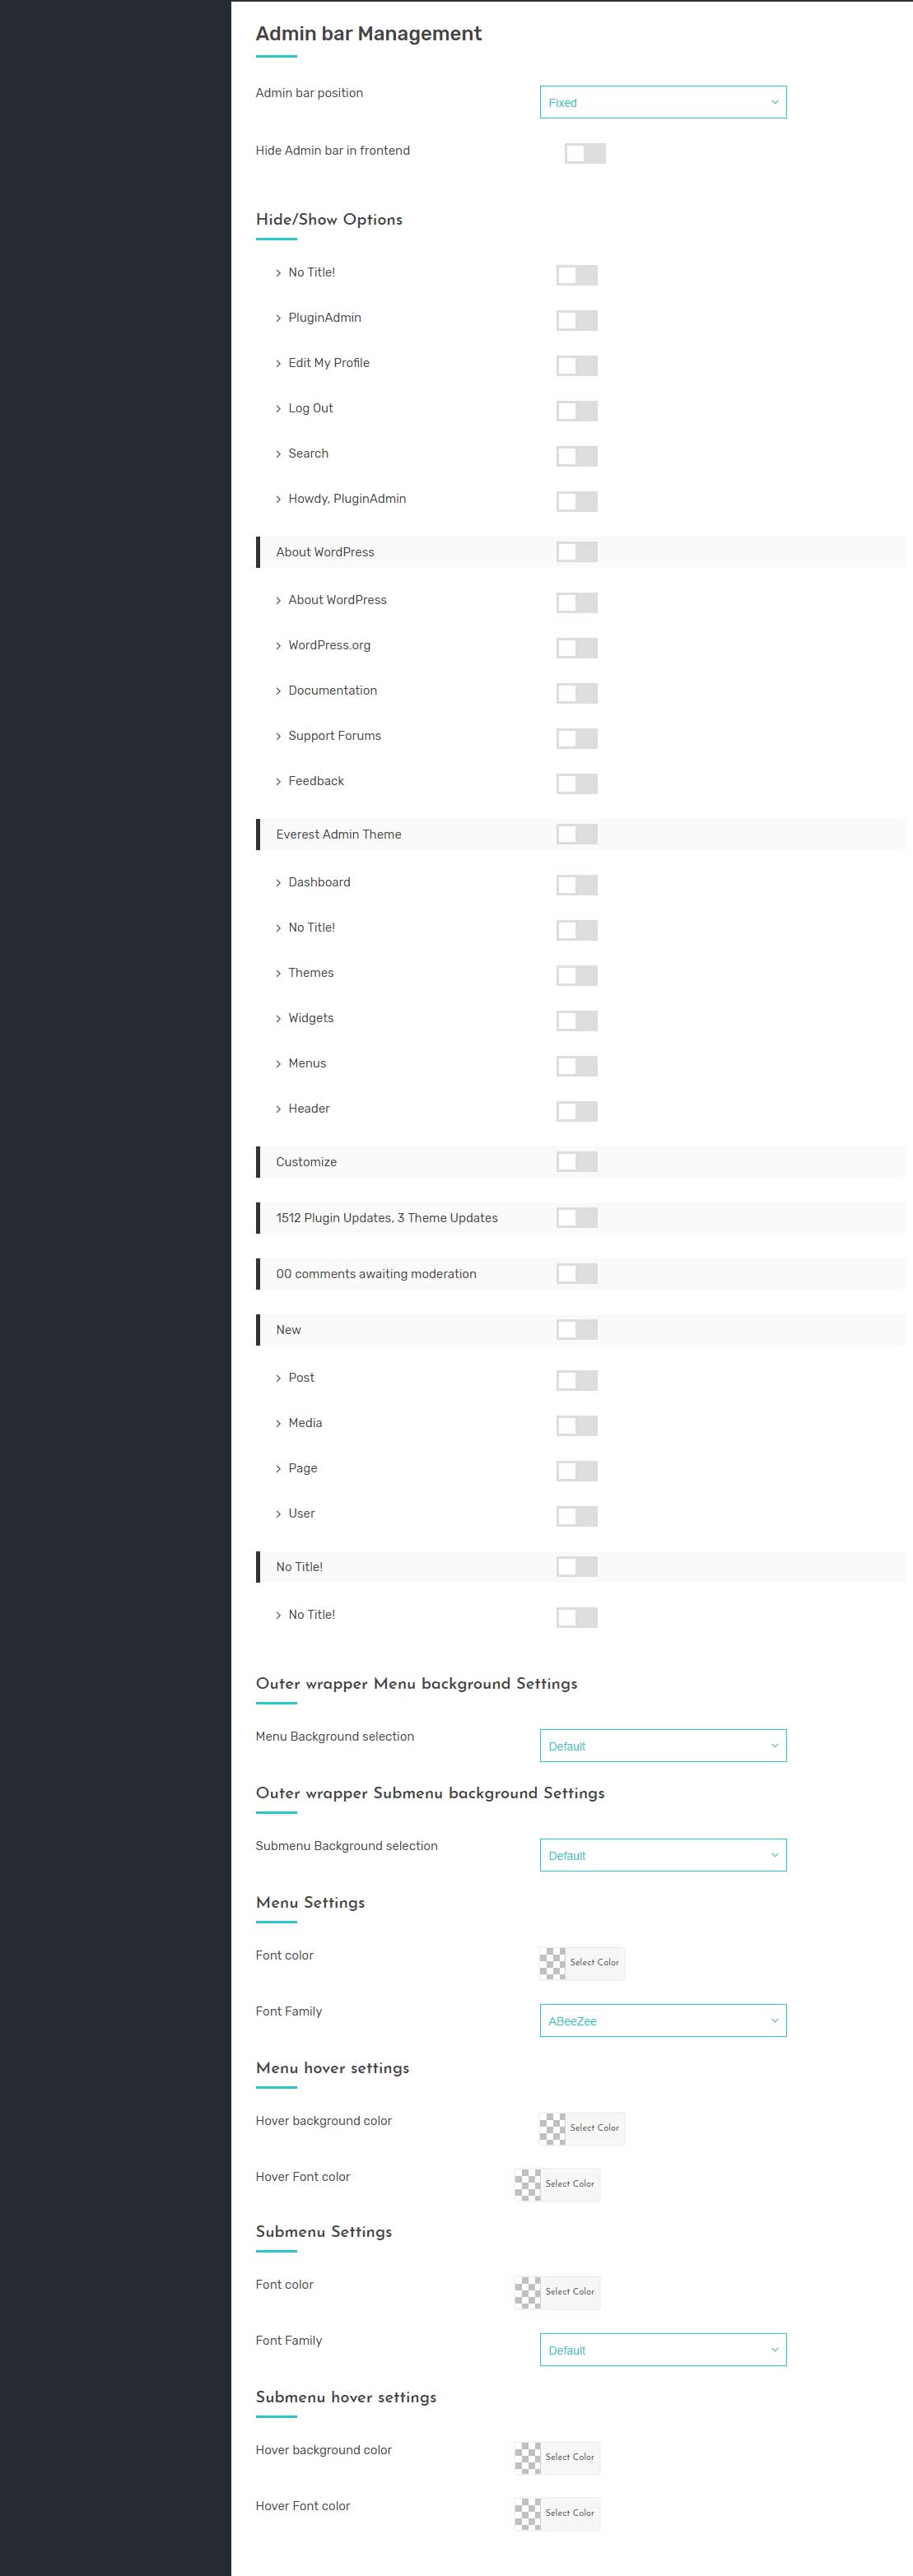 Admin bar Management
Admin bar position
Fixed
Hide Admin bar in frontend
Hide/Show Options
No Title!
PluginAdmin
Edit My Profile
Log Out
Search
Howdy, PluginAdmin
About WordPress
About WordPress
WordPress.org
Documentation
Support Forums
Feedback
Everest Admin Theme
Dashboard
No Title!
Themes
Widgets
Menus
Header
Customize
1512 Plugin Updates, 3 Theme Updates
00 comments awaiting moderation
New
Post
Media
Page
User
No Title!
No Title!
Outer wrapper Menu background Settings
Menu Background selection
Default
Outer wrapper Submenu background Settings
Submenu Background selection
Default
Menu Settings
Font color
Select Color
Font Family
ABeeZee
Menu hover settings
Hover background color
Select Color
Hover Font color
Select Color
Submenu Settings
Font color
Select Color
Font Family
Default
Submenu hover settings
Hover background color
Select Color
Hover Font color
Select Color